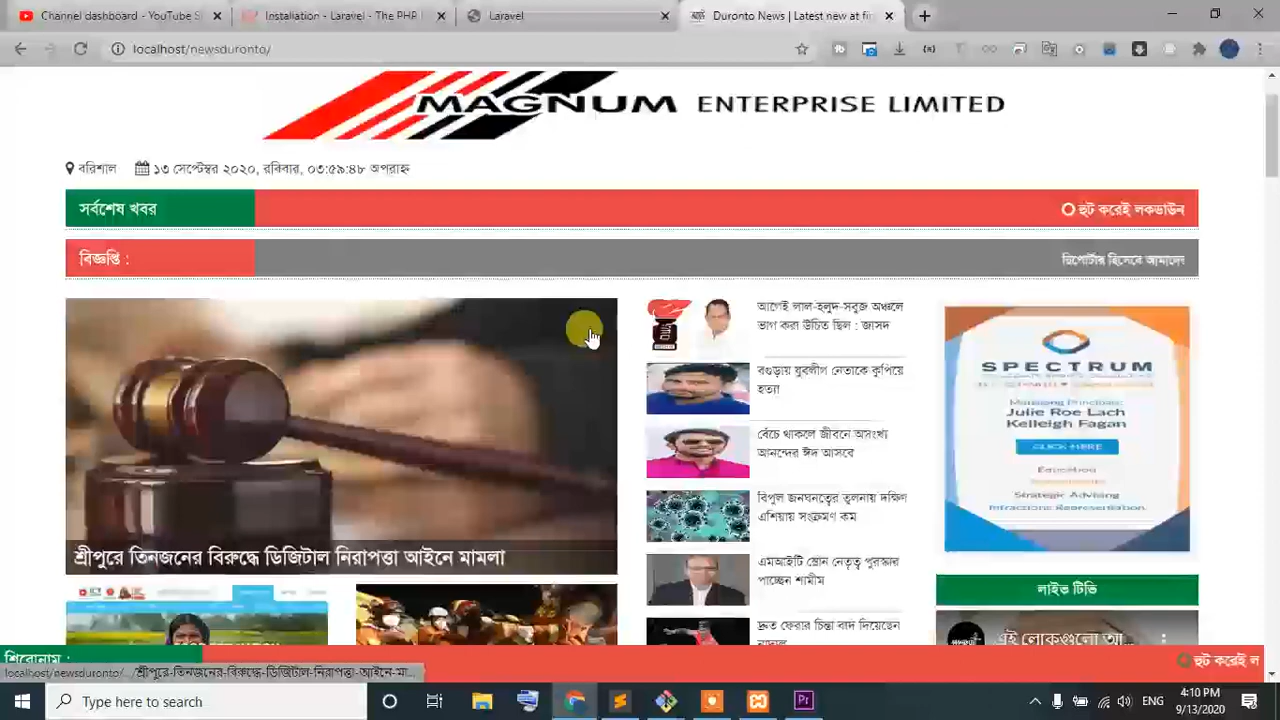 Channel dashboard - YouTube S
Installation - Laravel - The PHP
Laravel
Duronto News | Latest new at fi
localhost/newsduronto/
MAGNUM ENTERPRISE LIMITED
বরিশাল ১৩ সেপ্টেম্বর ২০২০, রবিবার, ০৩:৫৯:৪৮ অপরাহ্ন
সর্বশেষ খবর
হুট করেই লকডাউন
বিজ্ঞপ্তি :
রিপোর্টার হিসেবে আমাদের
আগেই লাল-হলুদ-সবুজ অঞ্চলে
ভাগ করা উচিত ছিল : জাসদ
বগুড়ায় যুবলীগ নেতাকে কুপিয়ে
হত্যা
বেঁচে থাকলে জীবনে অসংখ্য
আনন্দের ঈদ আসবে
বিপুল জনঘনত্বের তুলনায় দক্ষিণ
এশিয়ায় সংক্রমণ কম
এমআইটি স্লোন নেতৃত্ব পুরস্কার
পাচ্ছেন শামীম
দ্রুত ফেরার চিন্তা বাদ দিয়েছেন
শ্রীপুরে তিনজনের বিরুদ্ধে ডিজিটাল নিরাপত্তা আইনে মামলা
SPECTRUM
Managing Principals:
Julie Roe Lach
Kelleigh Fagan
CLICK HERE
Education
Strategic Advising
Infractions Representation
লাইভ টিভি
এই লোকগুলো আ
শিরোনাম :
হুট করেই ল
localhost/newsduronto/.../শ্রীপুরে-তিনজনের-বিরুদ্ধে-ডিজিটাল-নিরাপত্তা-আইনে-মা...
Type here to search
ENG
4:10 PM
9/13/2020